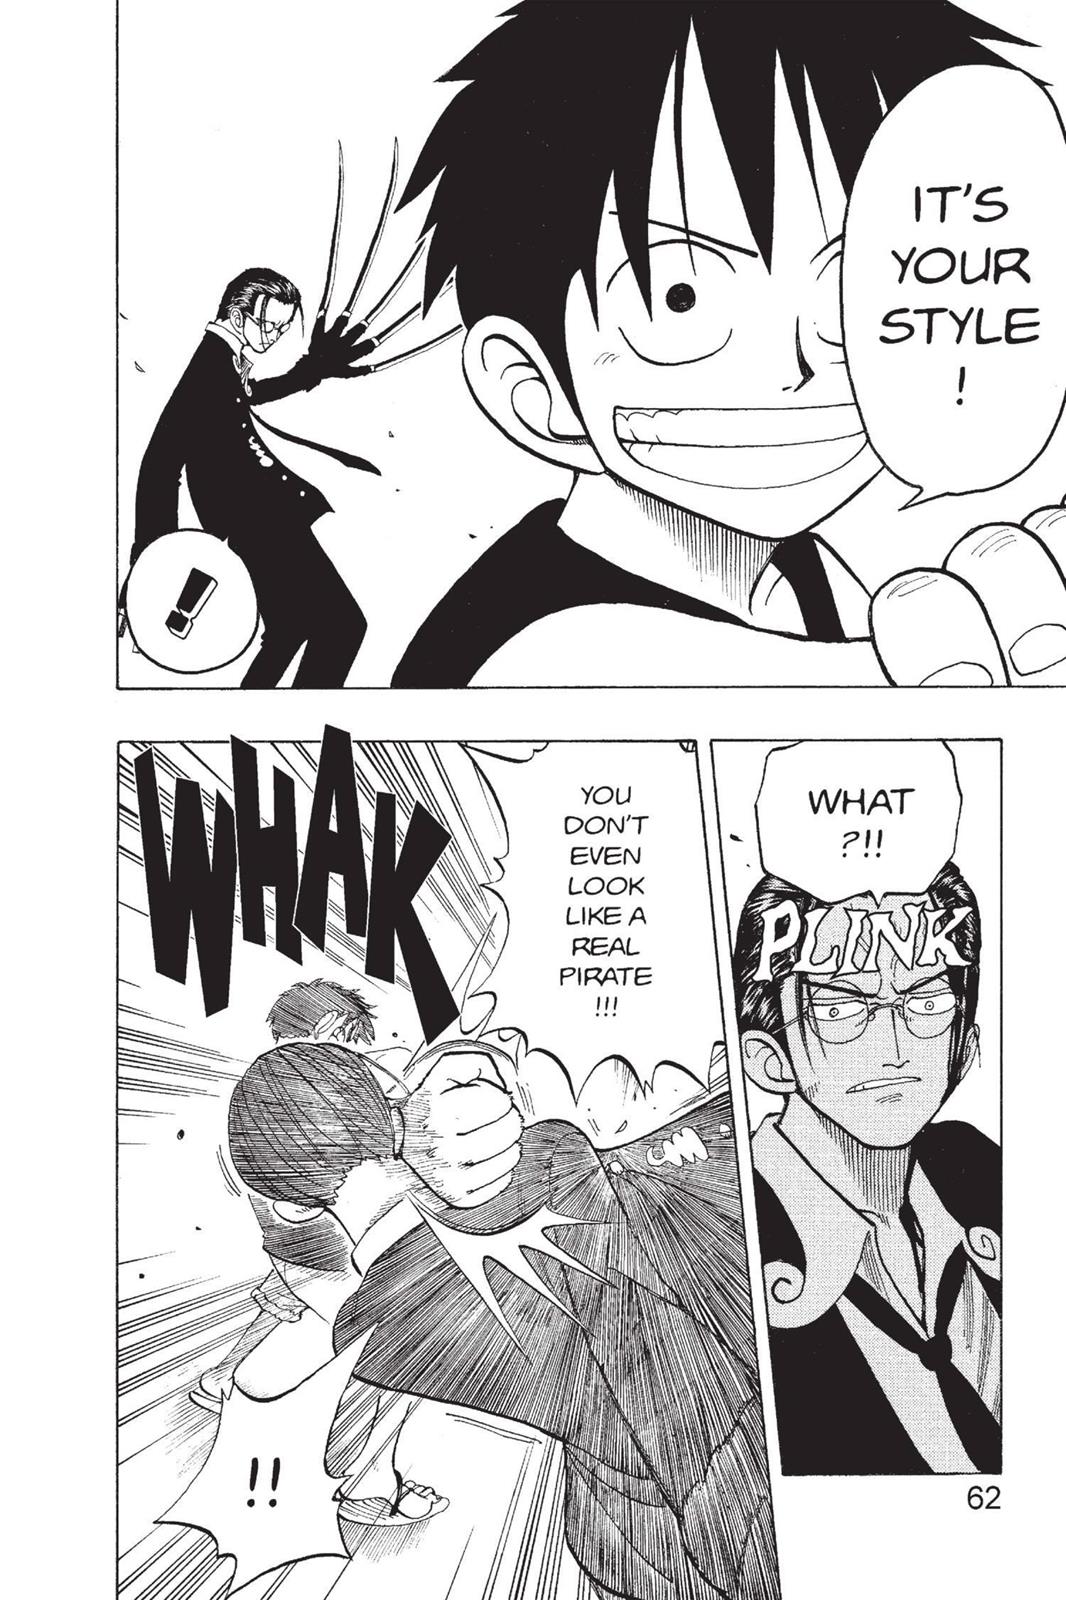 IT'S
YOUR
STYLE
!
!
WHAT
?!!
PLINK
YOU
DON'T
EVEN
LOOK
LIKE A
REAL
PIRATE
!!!
WHAK
!!
62